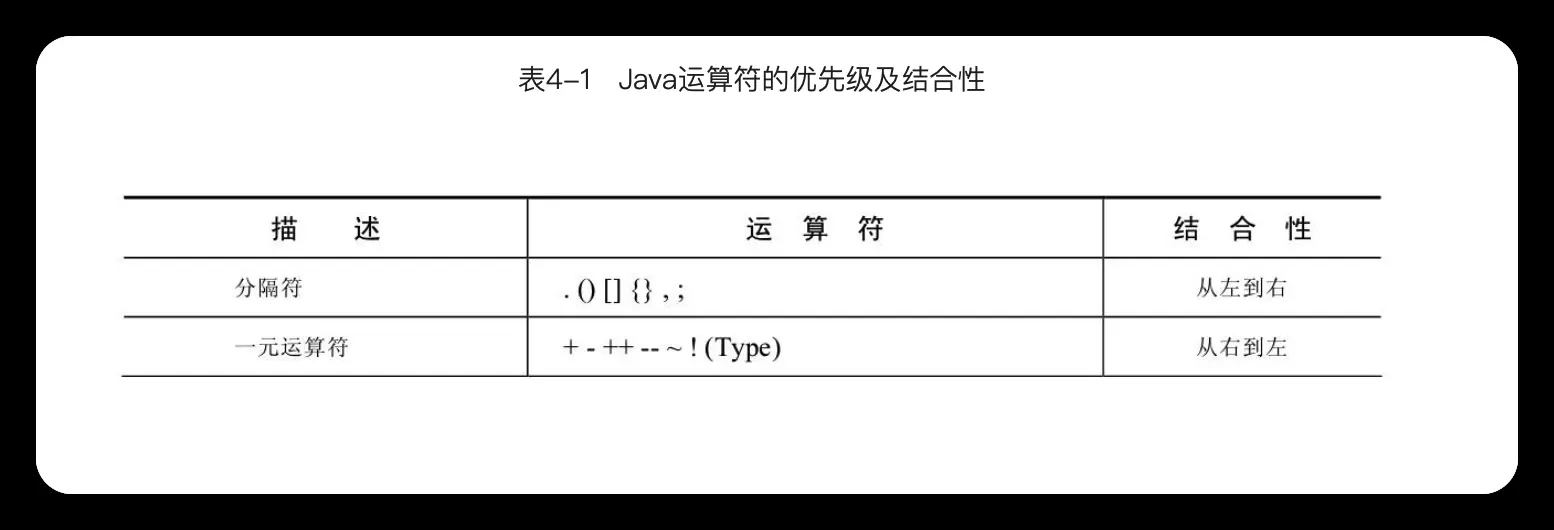 表4–1 Java运算符的优先级及结合性
描 述 运 算 符 结 合 性
分隔符 . () [] {} , ; 从左到右
一元运算符 + - ++ -- ~ ! (Type) 从右到左